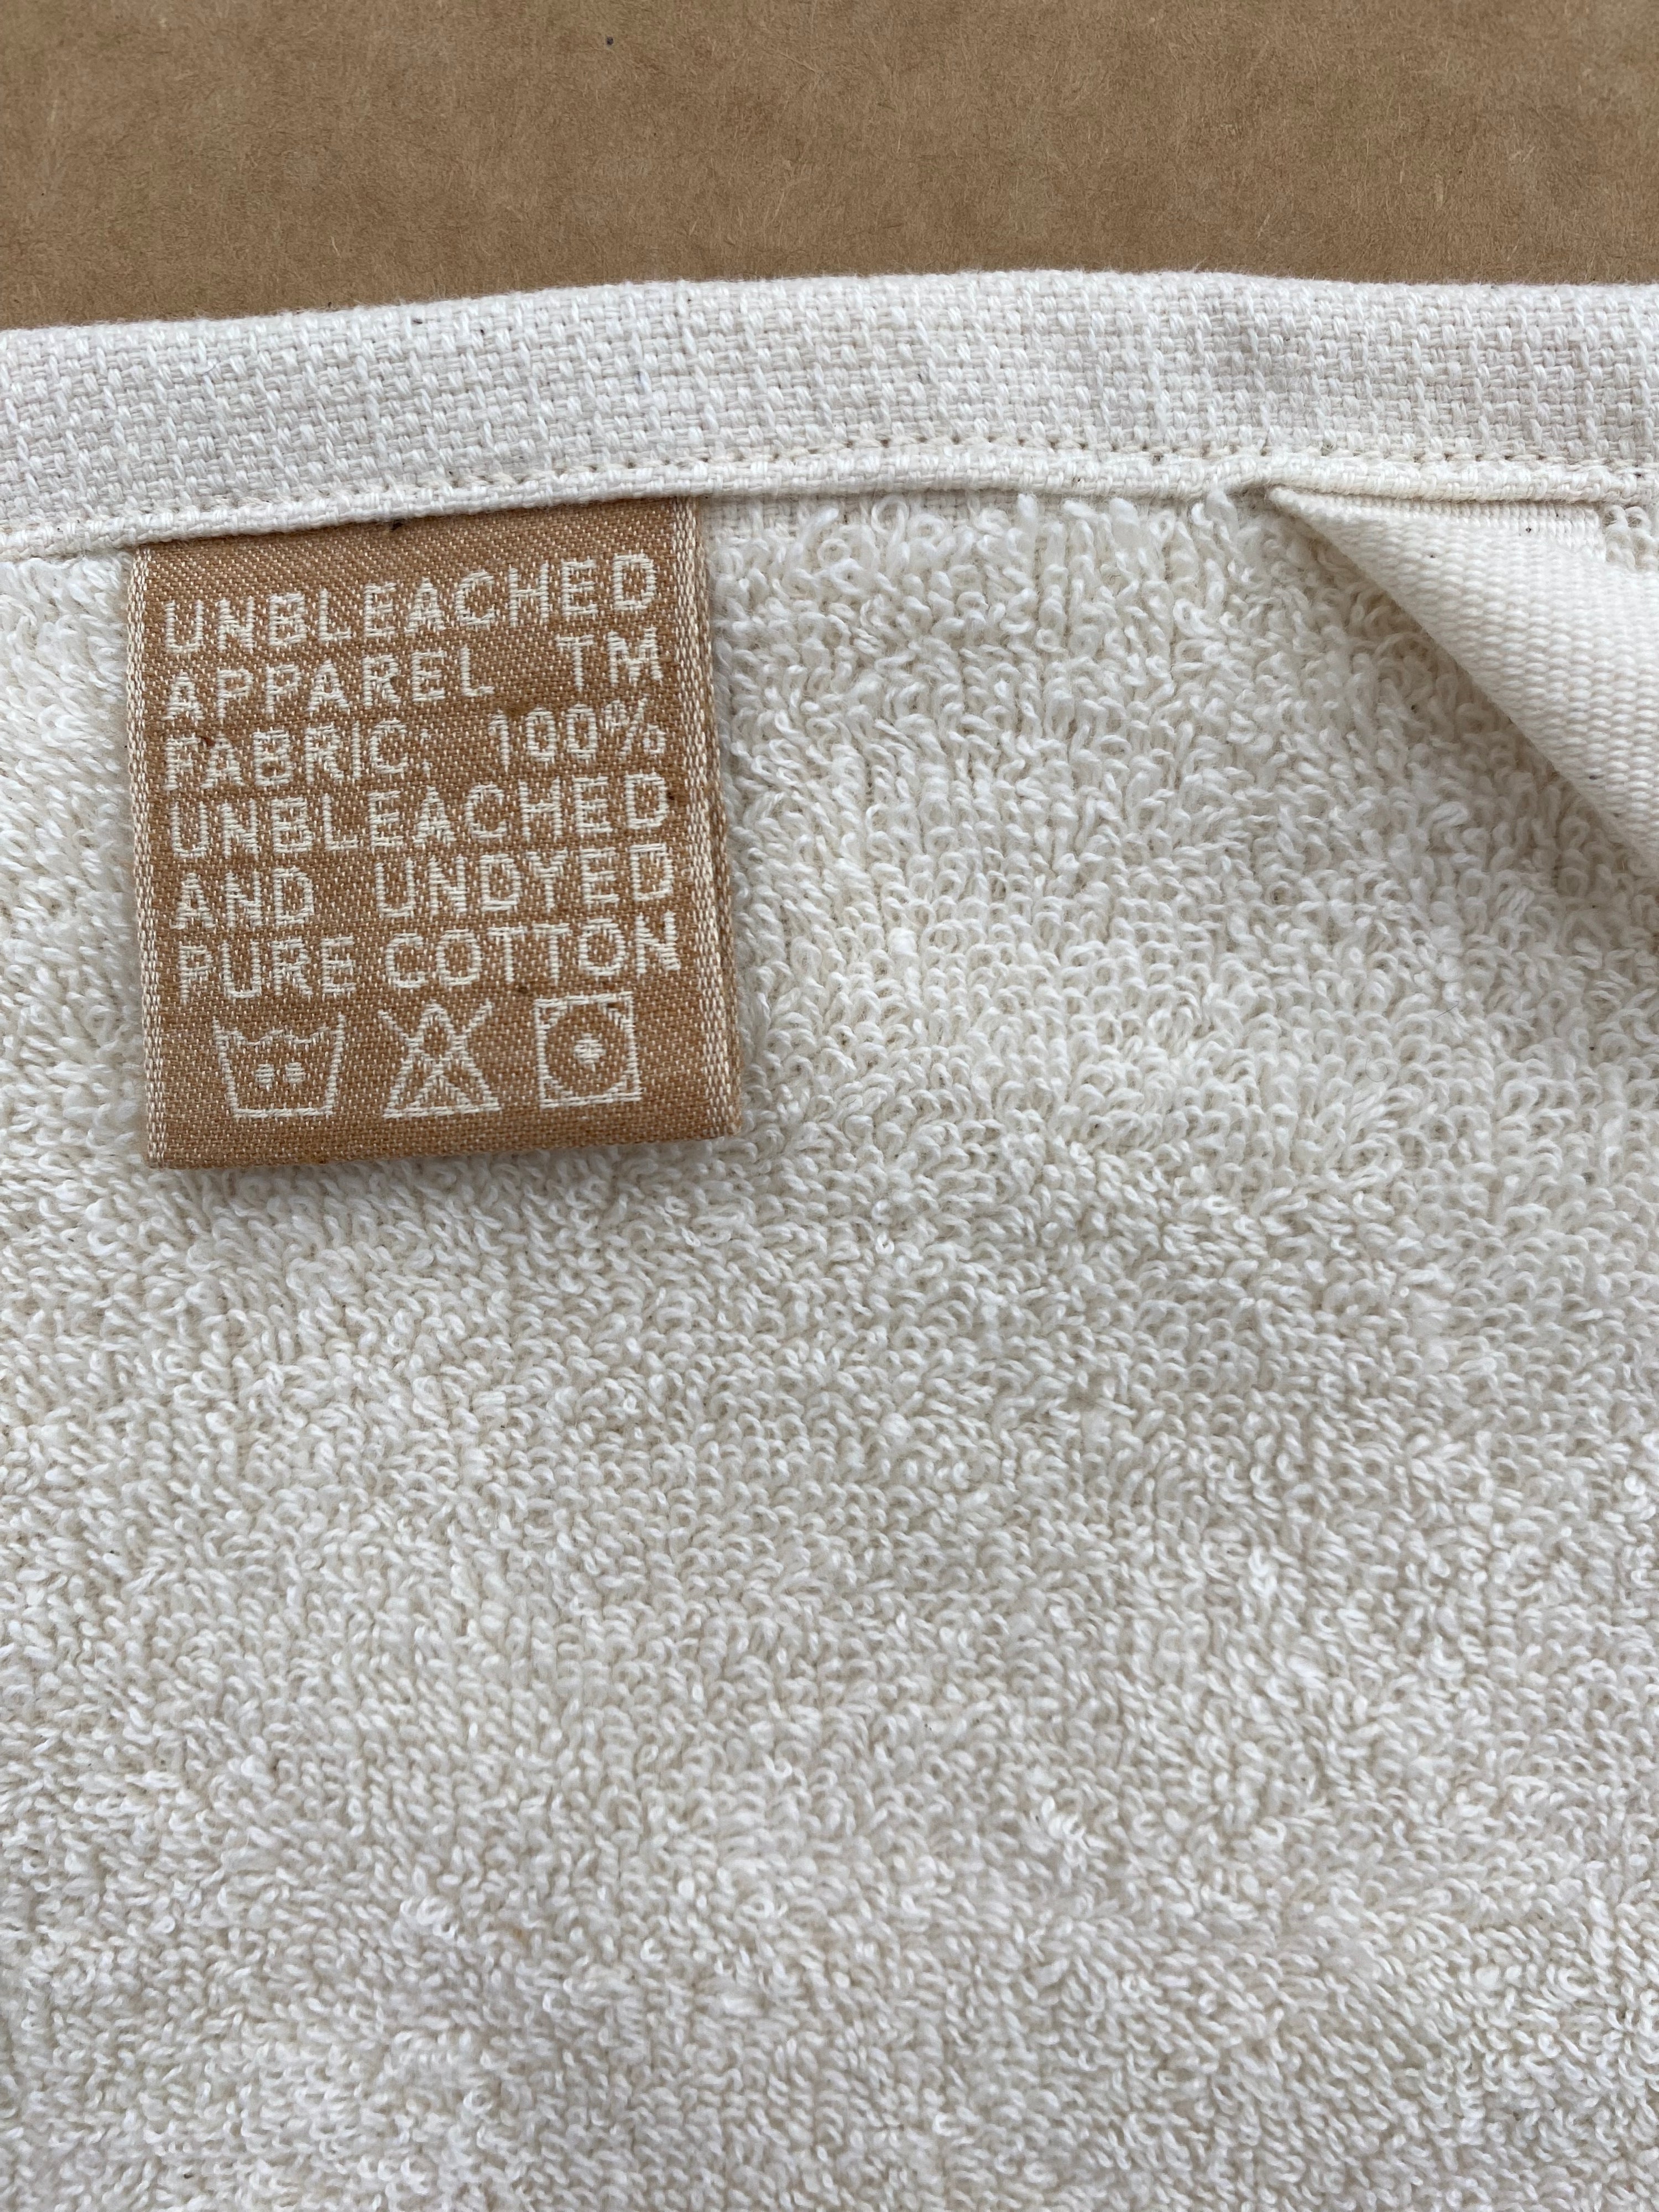 UNBLEACHED
APPAREL TM
FABRIC: 100%
UNBLEACHED
AND UNDYED
PURE COTTON